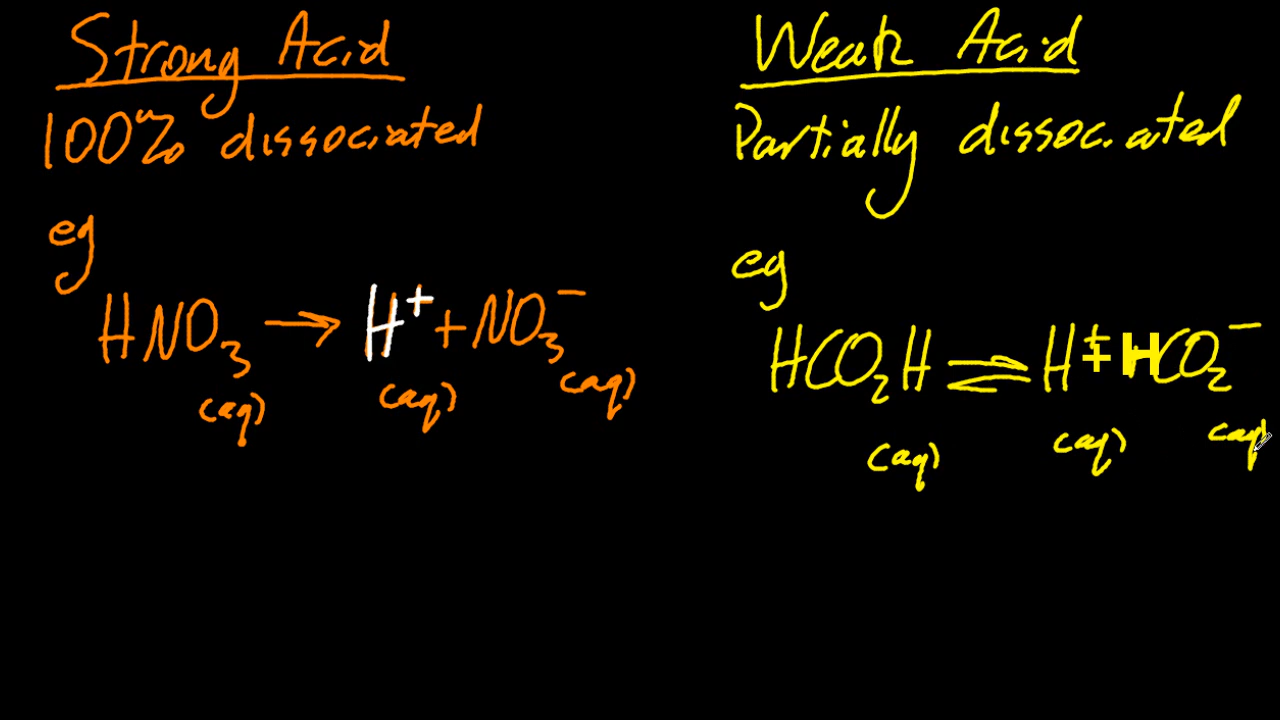 Strong Acid
100% dissociated
eg
HNO₃ → H⁺ + NO₃⁻
(aq) (aq) (aq)
Weak Acid
Partially dissociated
eg
HCO₂H ⇌ H⁺ + HCO₂⁻
(aq) (aq) (aq)